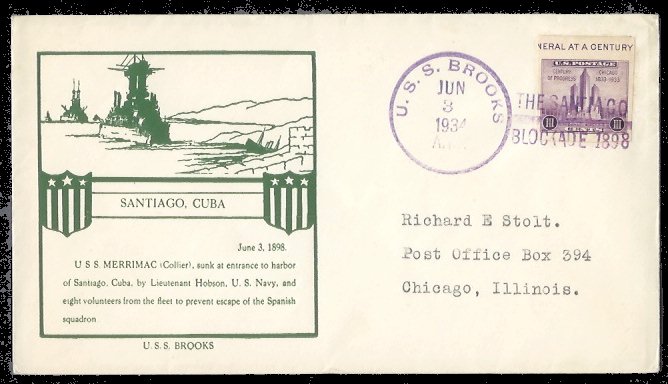 SANTIAGO, CUBA
June 3, 1898.
U S S. MERRIMAC (Collier), sunk at entrance to harbor
of Santiago, Cuba, by Lieutenant Hobson, U. S. Navy, and
eight volunteers from the fleet to prevent escape of the Spanish
squadron
U. S. S. BROOKS
U. S. S. BROOKS
JUN
3
1934
NERAL AT A CENTURY
U.S. POSTAGE
CENTURY OF PROGRESS
CHICAGO 1833-1933
III CENTS III
THE SANTIAGO
BLOCKADE 1898
Richard E Stolt.
Post Office Box 394
Chicago, Illinois.